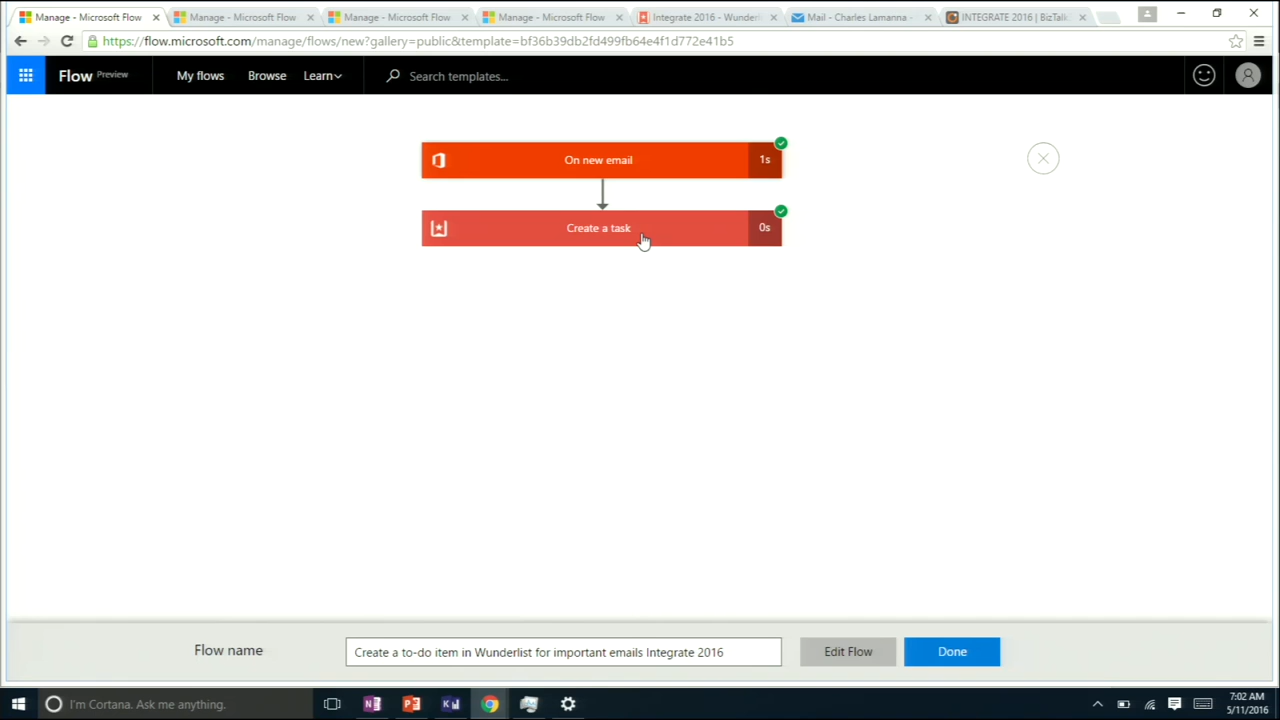 Manage - Microsoft Flow
Manage - Microsoft Flow
Manage - Microsoft Flow
Manage - Microsoft Flow
Integrate 2016 - Wunderl
Mail - Charles Lamanna -
INTEGRATE 2016 | BizTalk
https://flow.microsoft.com/manage/flows/new?gallery=public&template=bf36b39db2fd499fb64e4f1d772e41b5
Flow Preview
My flows
Browse
Learn
Search templates...
On new email
1s
Create a task
0s
Flow name
Create a to-do item in Wunderlist for important emails Integrate 2016
Edit Flow
Done
I'm Cortana. Ask me anything.
7:02 AM
5/11/2016